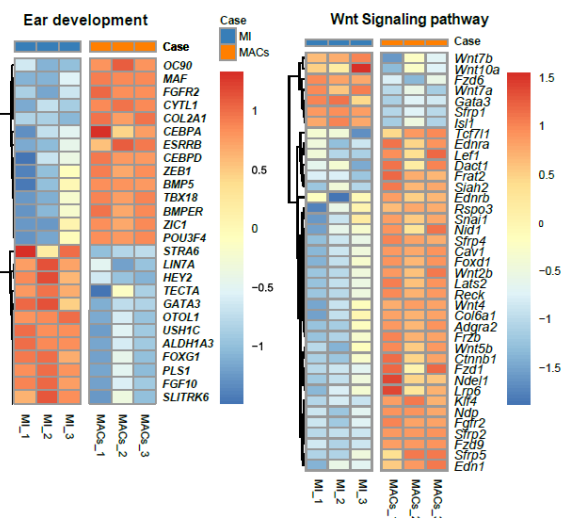 Ear development
Case
MI
MACs
Case
OC90
MAF
FGFR2
CYTL1
COL2A1
CEBPA
ESRRB
CEBPD
ZEB1
BMP5
TBX18
BMPER
ZIC1
POU3F4
STRA6
LIN7A
HEY2
TECTA
GATA3
OTOL1
USH1C
ALDH1A3
FOXG1
PLS1
FGF10
SLITRK6
1
0.5
0
−0.5
−1
MI_1
MI_2
MI_3
MACs_1
MACs_2
MACs_3
Wnt Signaling pathway
Case
Wnt7b
Wnt10a
Fzd6
Wnt7a
Gata3
Sfrp1
Isl1
Tcf7l1
Ednra
Lef1
Dact1
Frat2
Siah2
Ednrb
Rspo3
Snai1
Nid1
Sfrp4
Cav1
Foxd1
Wnt2b
Lats2
Reck
Wnt4
Col6a1
Adgra2
Frzb
Wnt5b
Ctnnb1
Fzd1
Ndel1
Lrp6
Klf4
Ndp
Fgfr2
Sfrp2
Fzd9
Sfrp5
Edn1
1.5
1
0.5
0
−0.5
−1
−1.5
MI_1
MI_2
MI_3
MACs_
MACs_
MACs_